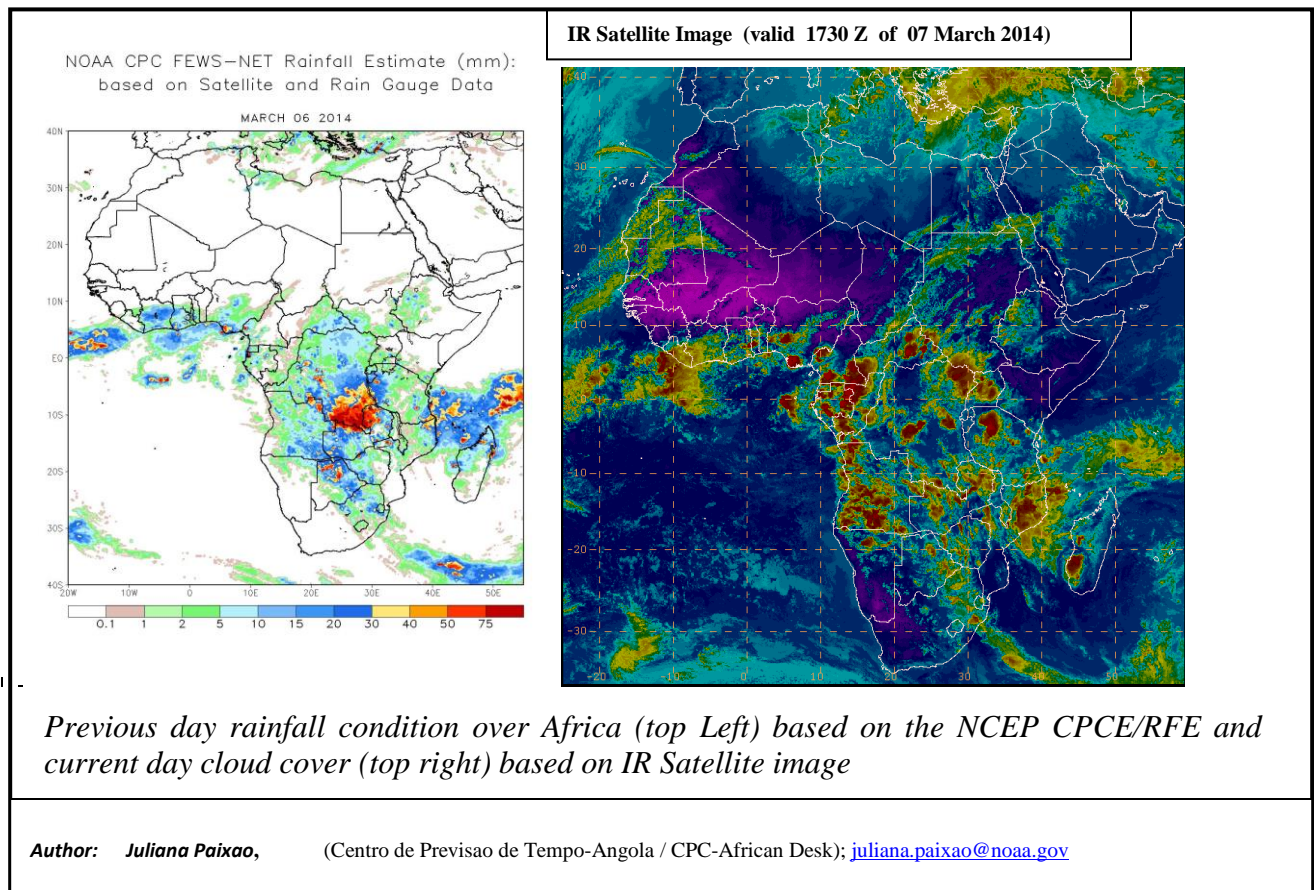 IR Satellite Image (valid 1730 Z of 07 March 2014)
NOAA CPC FEWS-NET Rainfall Estimate (mm):
based on Satellite and Rain Gauge Data
MARCH 06 2014
40N
30N
20N
10N
EQ
10S
20S
30S
40S
20W 10W 0 10E 20E 30E 40E 50E
0.1 1 2 5 10 15 20 30 40 50 75
40
30
20
10
0
-10
-20
-30
-20 -10 0 10 20 30 40 50
Previous day rainfall condition over Africa (top Left) based on the NCEP CPCE/RFE and
current day cloud cover (top right) based on IR Satellite image
Author: Juliana Paixao, (Centro de Previsao de Tempo-Angola / CPC-African Desk); juliana.paixao@noaa.gov